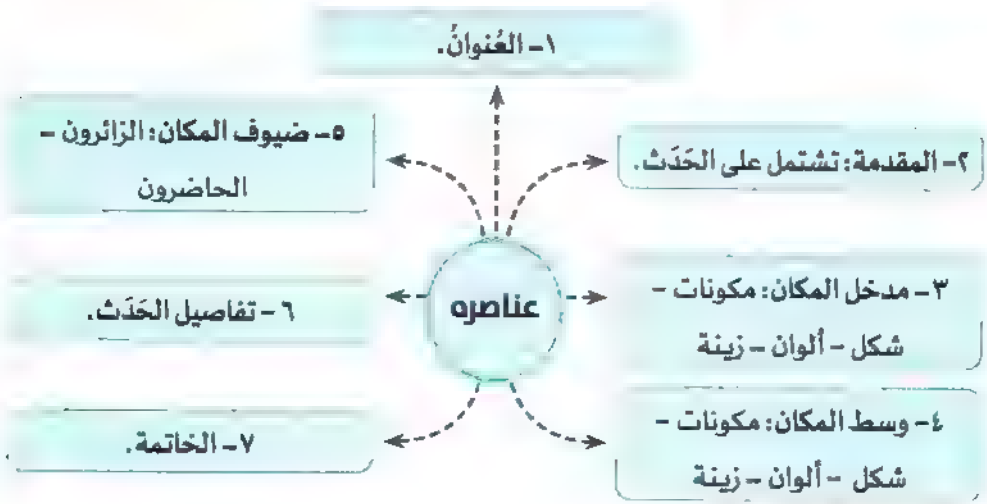 ١- العُنوانُ.
٢- المقدمة: تشتمل على الحَدَث.
٣- مدخل المكان: مكونات -
شكل - ألوان - زينة
٤- وسط المكان: مكونات -
شكل - ألوان - زينة
٥- ضيوف المكان: الزائرون -
الحاضرون
٦- تفاصيل الحَدَث.
٧- الخاتمة.
عناصره